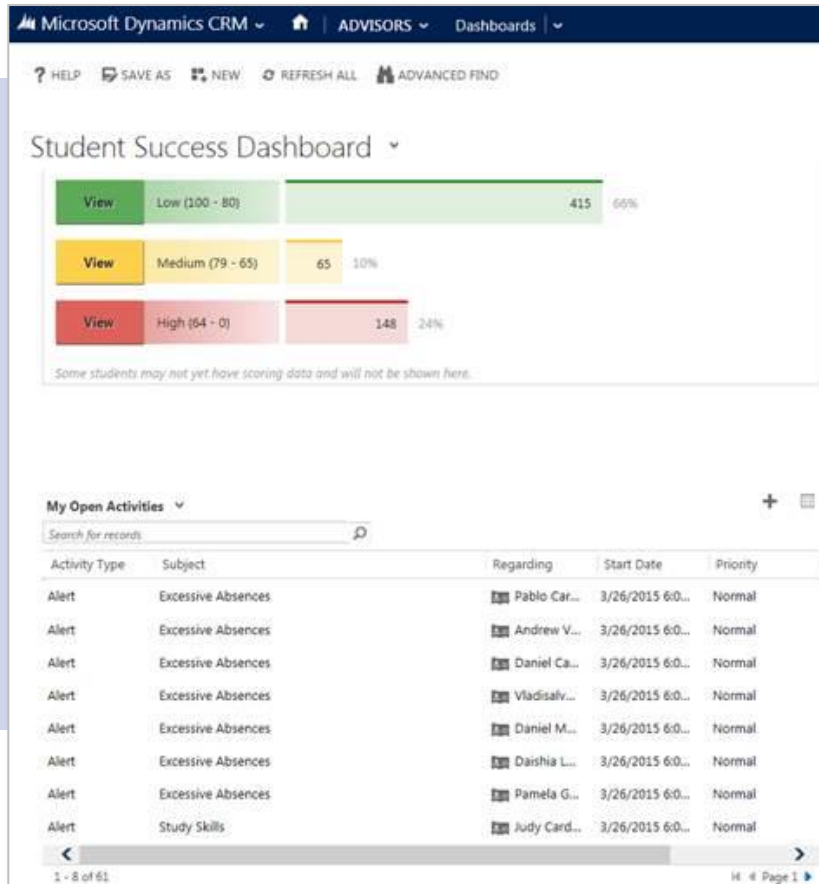 Microsoft Dynamics CRM ADVISORS Dashboards
? HELP SAVE AS NEW REFRESH ALL ADVANCED FIND
Student Success Dashboard
View Low (100 - 80) 415 66%
View Medium (79 - 65) 65 10%
View High (64 - 0) 148 24%
Some students may not yet have scoring data and will not be shown here.
My Open Activities
Search for records
Activity Type Subject Regarding Start Date Priority
Alert Excessive Absences Pablo Car... 3/26/2015 6:0... Normal
Alert Excessive Absences Andrew V... 3/26/2015 6:0... Normal
Alert Excessive Absences Daniel Ca... 3/26/2015 6:0... Normal
Alert Excessive Absences Vladisalv... 3/26/2015 6:0... Normal
Alert Excessive Absences Daniel M... 3/26/2015 6:0... Normal
Alert Excessive Absences Daishia L... 3/26/2015 6:0... Normal
Alert Excessive Absences Pamela G... 3/26/2015 6:0... Normal
Alert Study Skills Judy Card... 3/26/2015 6:0... Normal
1 - 8 of 61 Page 1